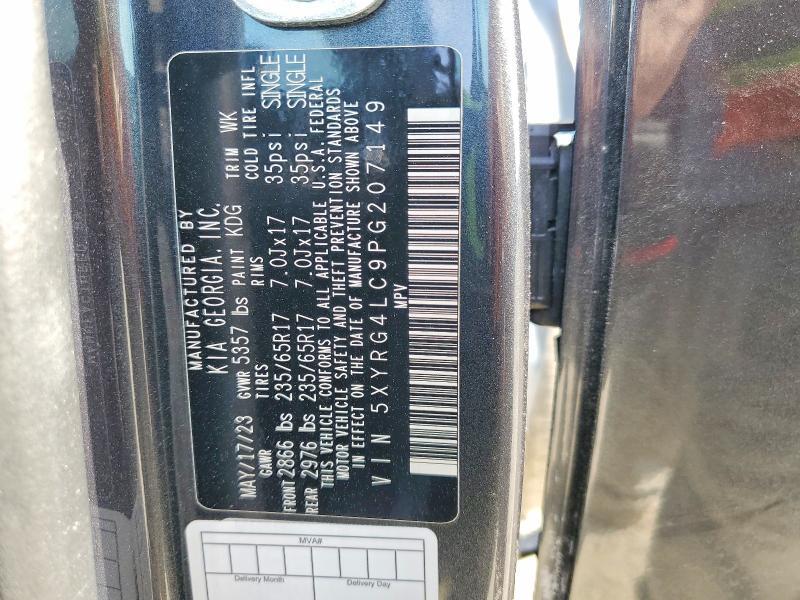 MANUFACTURED BY
KIA GEORGIA, INC.
MAY/17/23 GVWR 5357 lbs PAINT KDG TRIM WK
GAWR TIRES RIMS COLD TIRE INFL
FRONT 2866 lbs 235/65R17 7.0Jx17 35psi SINGLE
REAR 2976 lbs 235/65R17 7.0Jx17 35psi SINGLE
THIS VEHICLE CONFORMS TO ALL APPLICABLE U.S.A. FEDERAL
MOTOR VEHICLE SAFETY AND THEFT PREVENTION STANDARDS
IN EFFECT ON THE DATE OF MANUFACTURE SHOWN ABOVE
VIN 5XYRG4LC9PG207149
MPV
MVA#
Delivery Month Delivery Day